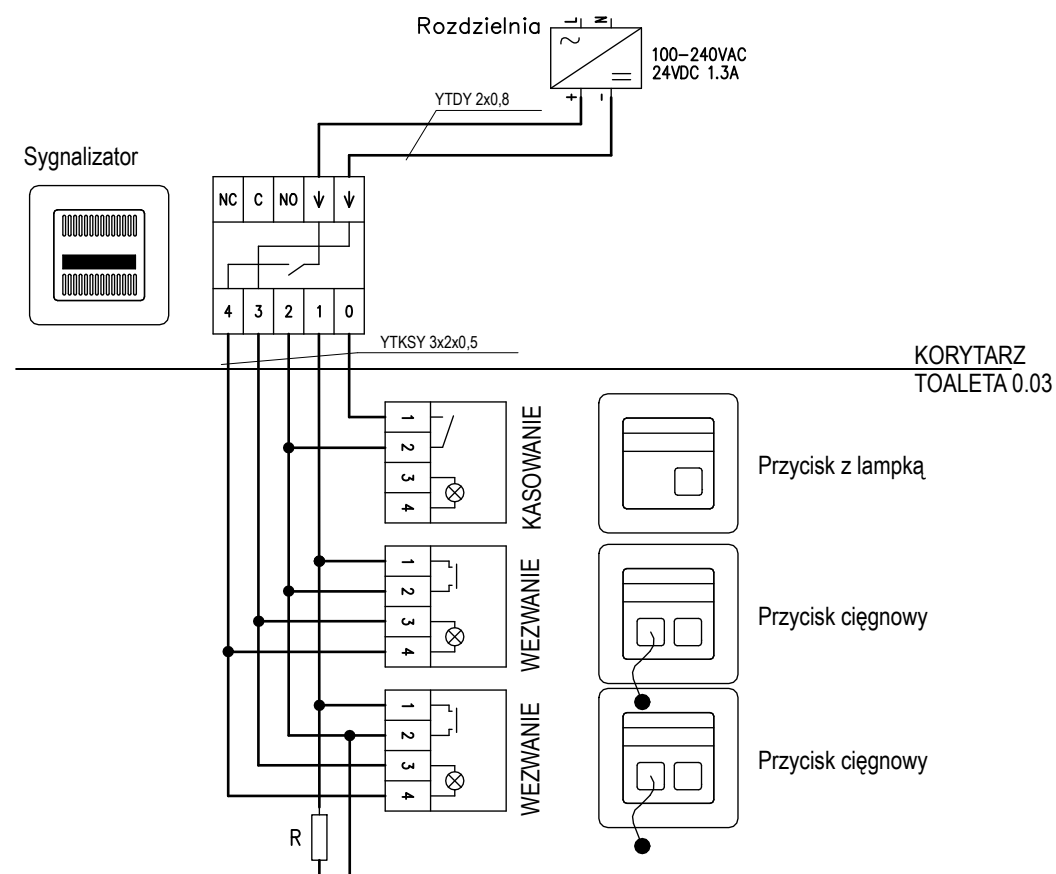 Rozdzielnia
L N
100-240VAC
24VDC 1.3A
+ -
YTDY 2x0,8
Sygnalizator
NC C NO
4 3 2 1 0
YTKSY 3x2x0,5
KORYTARZ
TOALETA 0.03
1
2
3
4
KASOWANIE
Przycisk z lampką
1
2
3
4
WEZWANIE
Przycisk cięgnowy
1
2
3
4
WEZWANIE
Przycisk cięgnowy
R